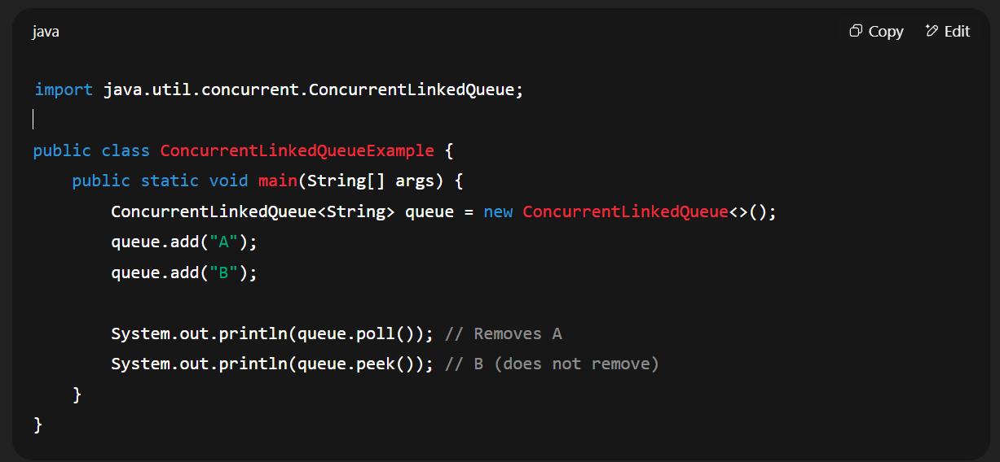 java
Copy Edit
import java.util.concurrent.ConcurrentLinkedQueue;
public class ConcurrentLinkedQueueExample {
    public static void main(String[] args) {
        ConcurrentLinkedQueue<String> queue = new ConcurrentLinkedQueue<>();
        queue.add("A");
        queue.add("B");
        System.out.println(queue.poll()); // Removes A
        System.out.println(queue.peek()); // B (does not remove)
    }
}